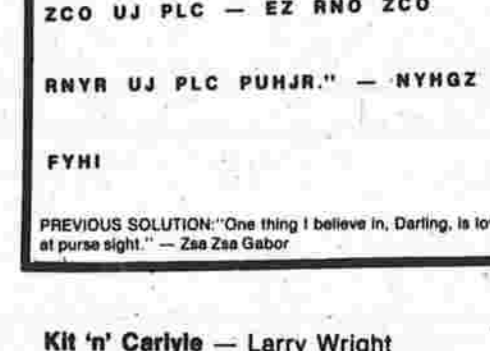 ZCO UJ PLC — EZ RNO ZCO
RNYR UJ PLC PUHJR." — NYHGZ
FYHI
PREVIOUS SOLUTION: "One thing I believe in, Darling, is lo
at purse sight." — Zsa Zsa Gabor
Kit 'n' Carlyle — Larry Wright